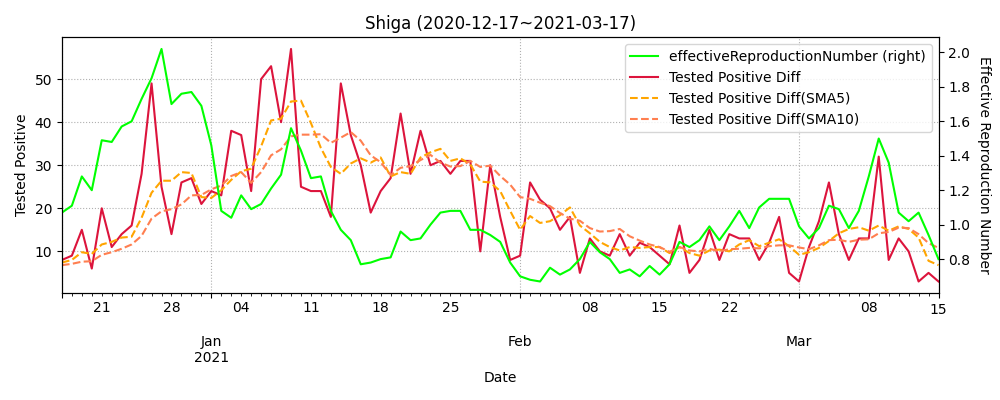 Shiga (2020-12-17~2021-03-17)
effectiveReproductionNumber (right)
Tested Positive Diff
Tested Positive Diff(SMA5)
Tested Positive Diff(SMA10)
Tested Positive
50
40
30
20
10
2.0
1.8
1.6
1.4
1.2
1.0
0.8
Effective Reproduction Number
21 28 04 11 18 25 08 15 22 08 15
Jan Feb Mar
2021
Date